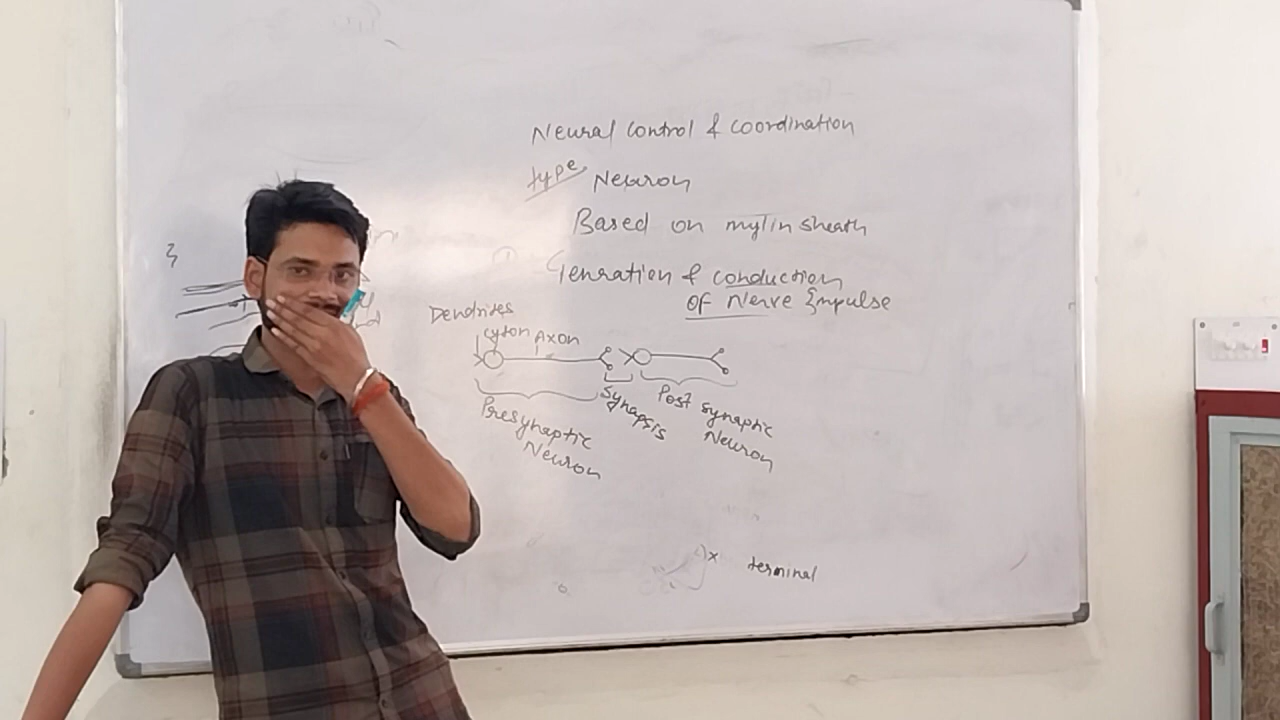 Neural Control & coordination
type Neuron
Based on mylin sheath
Genration & conduction
of Nerve Impulse
Dendrites
Cyton Axon
Presynaptic
Neuron
Synapsis
Post Synaptic
Neuron
terminal